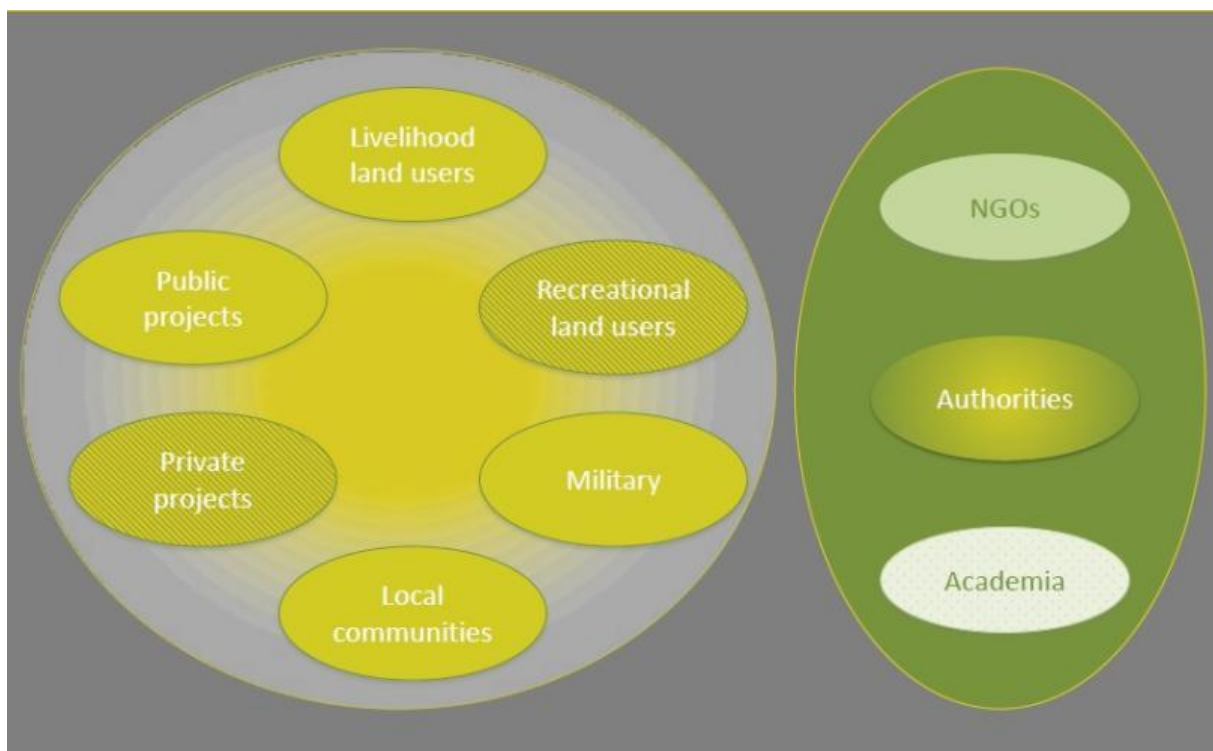 Livelihood
land users
Public
projects
Recreational
land users
Private
projects
Military
Local
communities
NGOs
Authorities
Academia